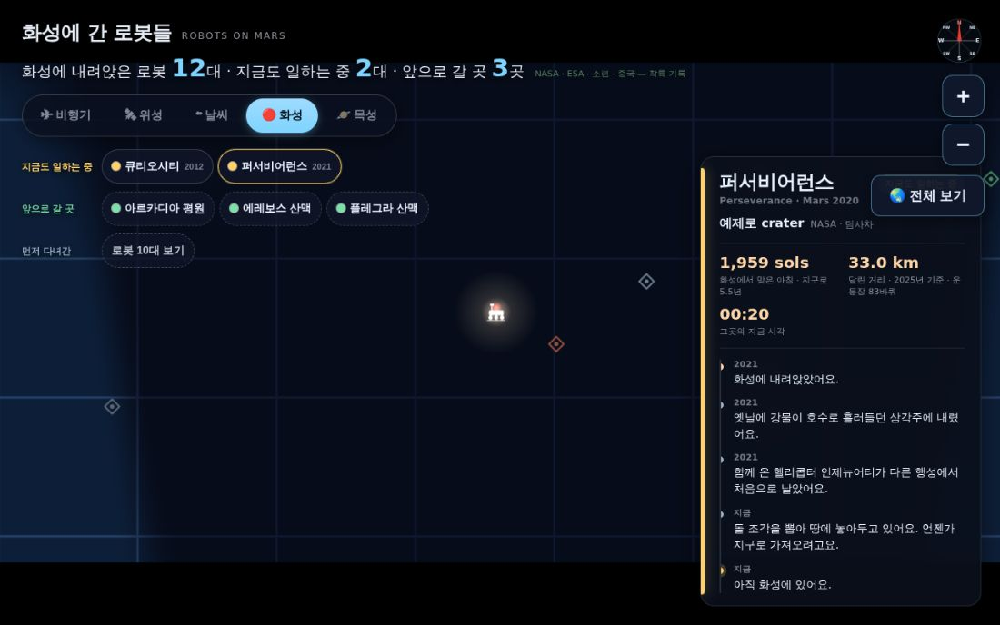 화성에 간 로봇들 ROBOTS ON MARS
화성에 내려앉은 로봇 12대 · 지금도 일하는 중 2대 · 앞으로 갈 곳 3곳 NASA · ESA · 소련 · 중국 — 착륙 기록
비행기 위성 날씨 화성 목성
지금도 일하는 중 큐리오시티 2012 퍼서비어런스 2021
앞으로 갈 곳 아르카디아 평원 에레보스 산맥 플레그라 산맥
먼저 다녀간 로봇 10대 보기
N
NW NE
W E
SW SE
S
+
−
전체 보기
퍼서비어런스
Perseverance · Mars 2020
예제로 crater NASA · 탐사차
1,959 sols
화성에서 맞은 아침 · 지구로
5.5년
33.0 km
달린 거리 · 2025년 기준 · 운
동장 83바퀴
00:20
그곳의 지금 시각
2021
화성에 내려앉았어요.
2021
옛날에 강물이 호수로 흘러들던 삼각주에 내렸
어요.
2021
함께 온 헬리콥터 인제뉴어티가 다른 행성에서
처음으로 날았어요.
지금
돌 조각을 뽑아 땅에 놓아두고 있어요. 언젠가
지구로 가져오려고요.
지금
아직 화성에 있어요.